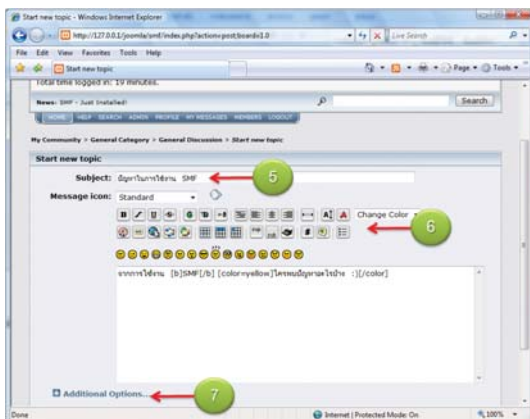 Start new topic - Windows Internet Explorer
http://127.0.0.1/joomla/smf/index.php?action=post;board=1.0
Live Search
File Edit View Favorites Tools Help
Start new topic
Page Tools
Total time logged in: 19 minutes.
News: SMF - Just Installed!
Search
HOME HELP SEARCH ADMIN PROFILE MY MESSAGES MEMBERS LOGOUT
My Community > General Category > General Discussion > Start new topic
Start new topic
Subject: ปัญหาในการใช้งาน SMF
5
Message icon: Standard
Change Color
6
จากการใช้งาน [b]SMF[/b] [color=yellow]ใครพบปัญหาอะไรบ้าง :)[/color]
Additional Options...
7
Done
Internet | Protected Mode: On
100%